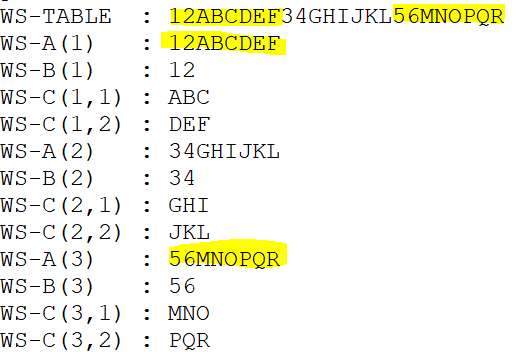 WS-TABLE   : 12ABCDEF34GHIJKL56MNOPQR
WS-A(1)    : 12ABCDEF
WS-B(1)    : 12
WS-C(1,1) : ABC
WS-C(1,2) : DEF
WS-A(2)    : 34GHIJKL
WS-B(2)    : 34
WS-C(2,1) : GHI
WS-C(2,2) : JKL
WS-A(3)    : 56MNOPQR
WS-B(3)    : 56
WS-C(3,1) : MNO
WS-C(3,2) : PQR